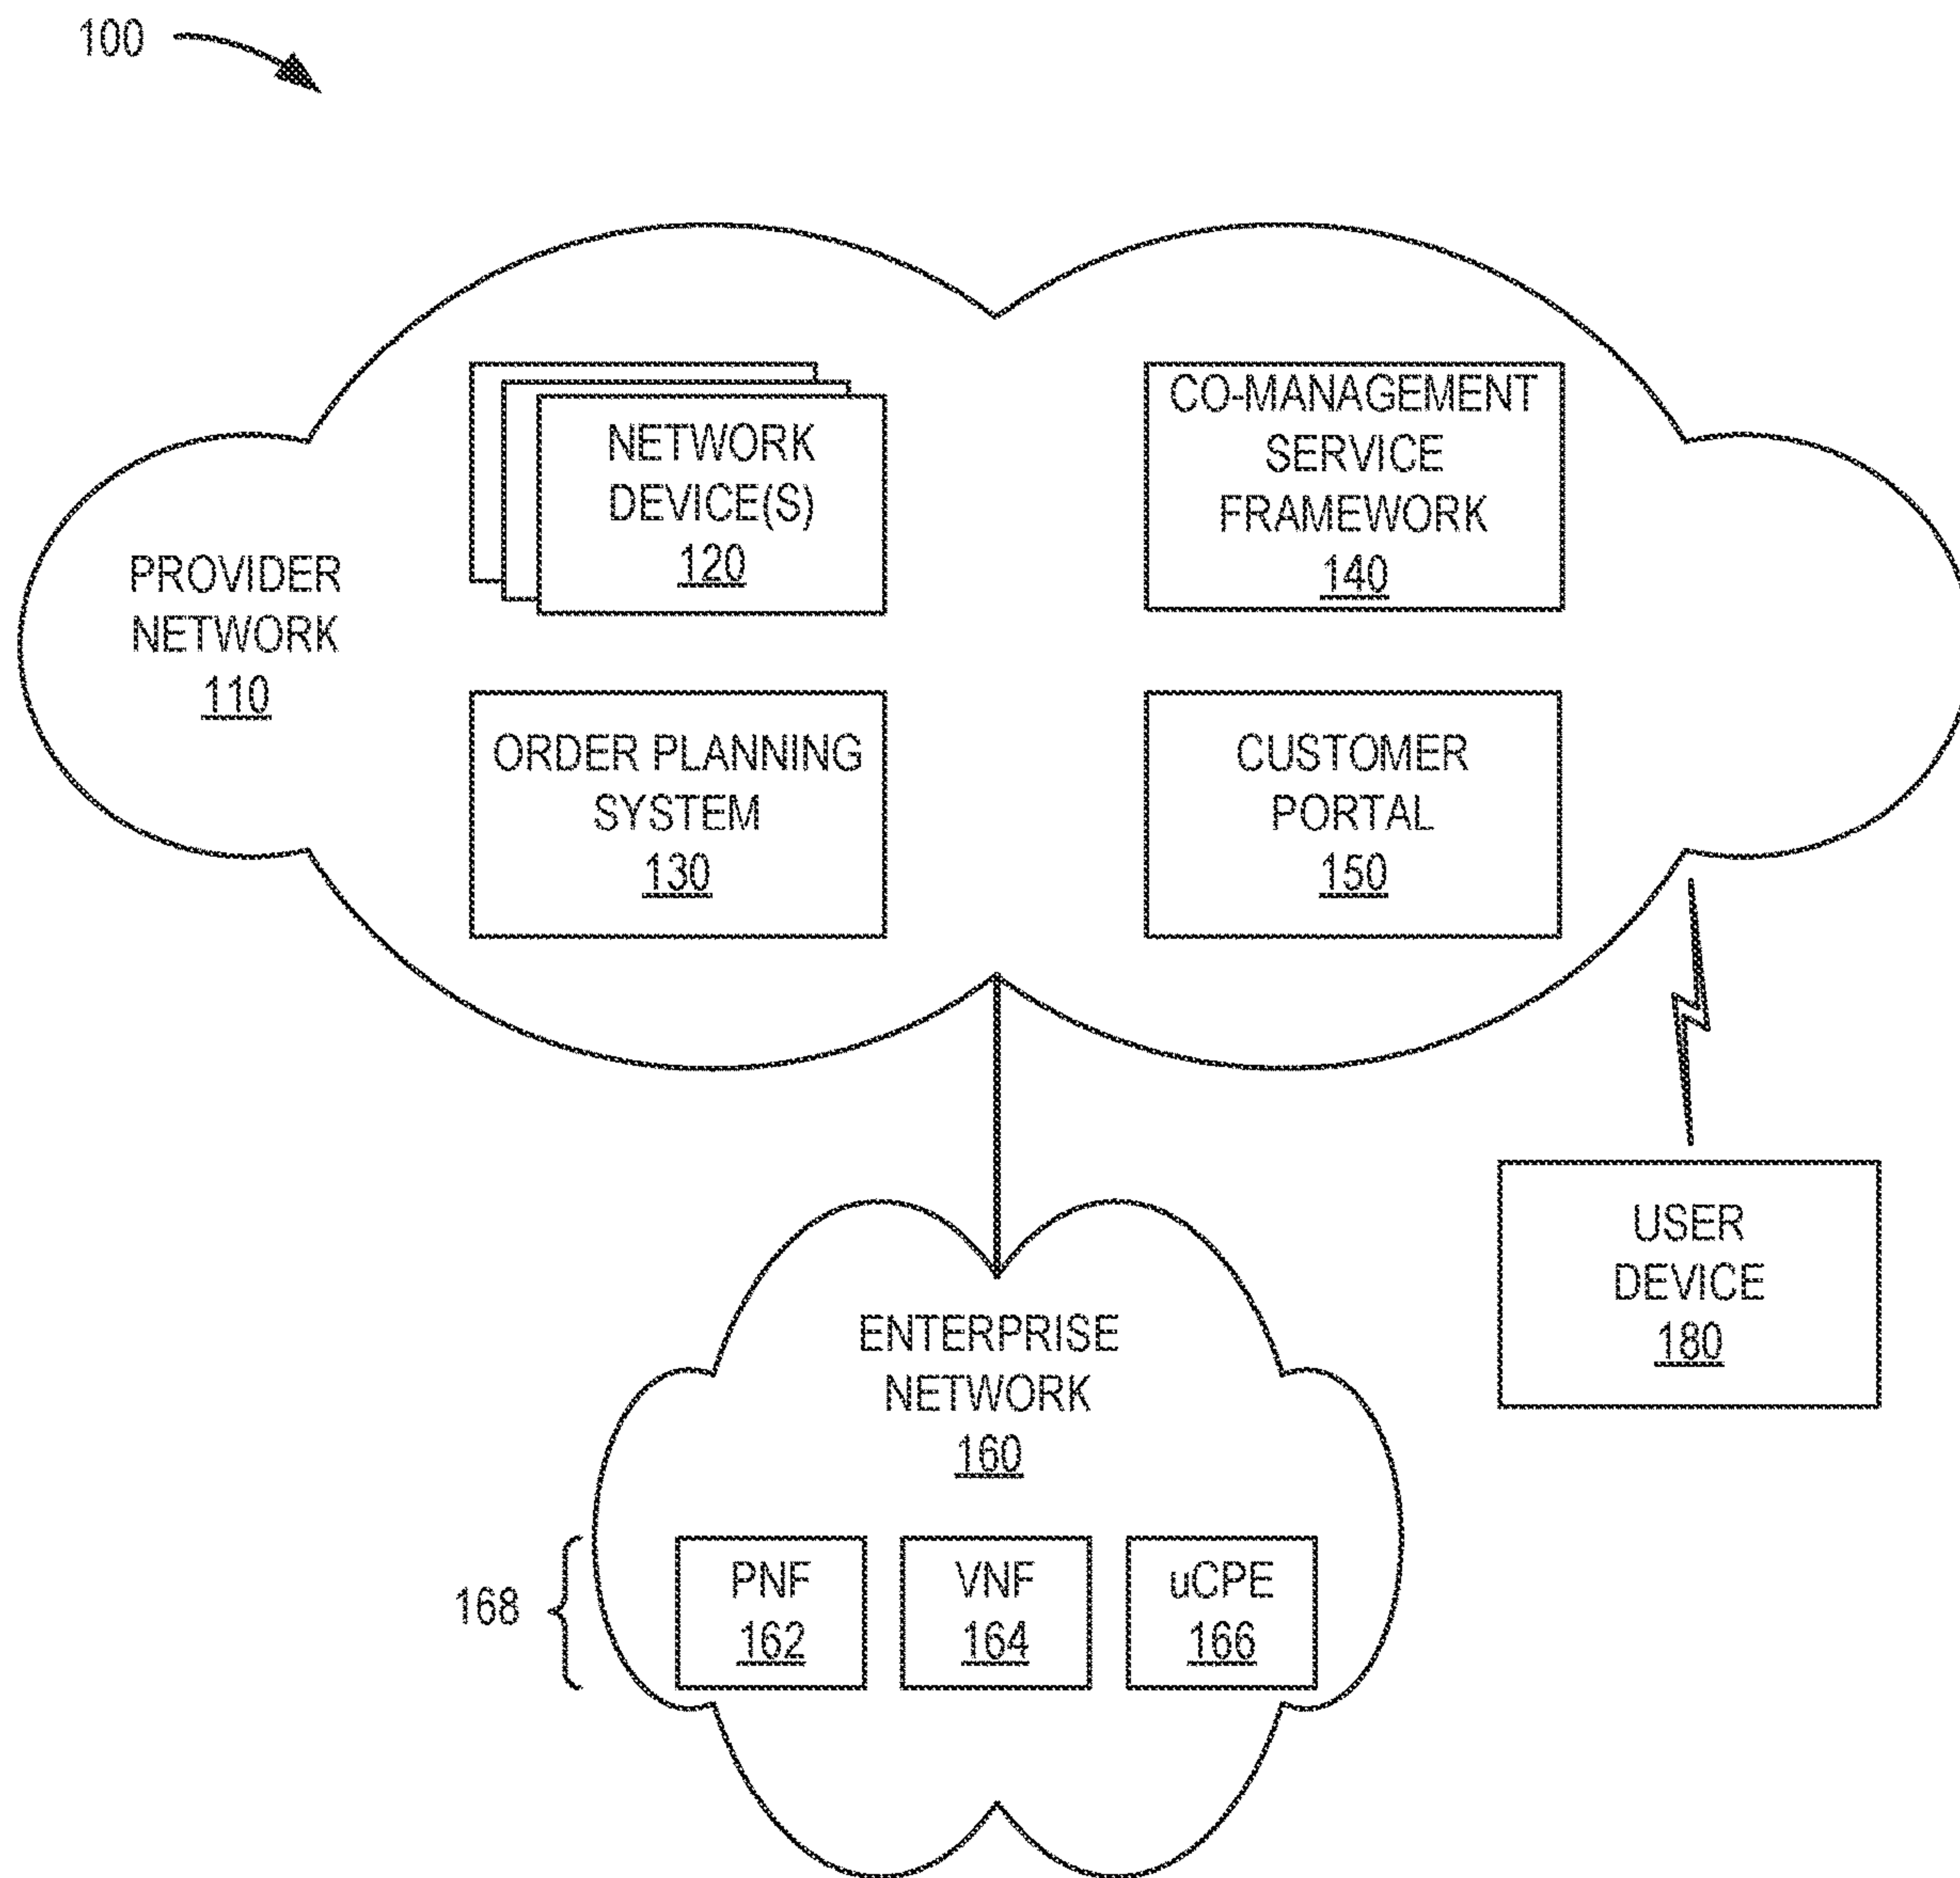 100
NETWORK
DEVICE(S)
120
CO-MANAGEMENT
SERVICE
FRAMEWORK
140
PROVIDER
NETWORK
110
ORDER PLANNING
SYSTEM
130
CUSTOMER
PORTAL
150
USER
DEVICE
180
ENTERPRISE
NETWORK
160
168
PNF
162
VNF
164
uCPE
166